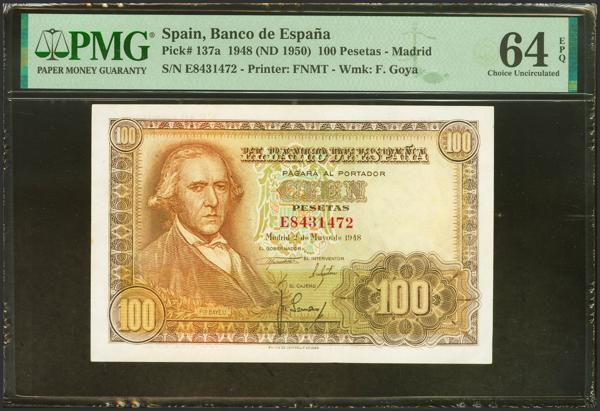 PMG
PAPER MONEY GUARANTY
Spain, Banco de España
Pick# 137a 1948 (ND 1950) 100 Pesetas - Madrid
S/N E8431472 - Printer: FNMT - Wmk: F. Goya
64 EPQ
Choice Uncirculated
100
100
EL BANCO DE ESPAÑA
PAGARÁ AL PORTADOR
CIEN
PESETAS
E8431472
Madrid 2 de Mayo de 1948
EL GOBERNADOR
EL INTERVENTOR
EL CAJERO
100
F. BAYEU
100